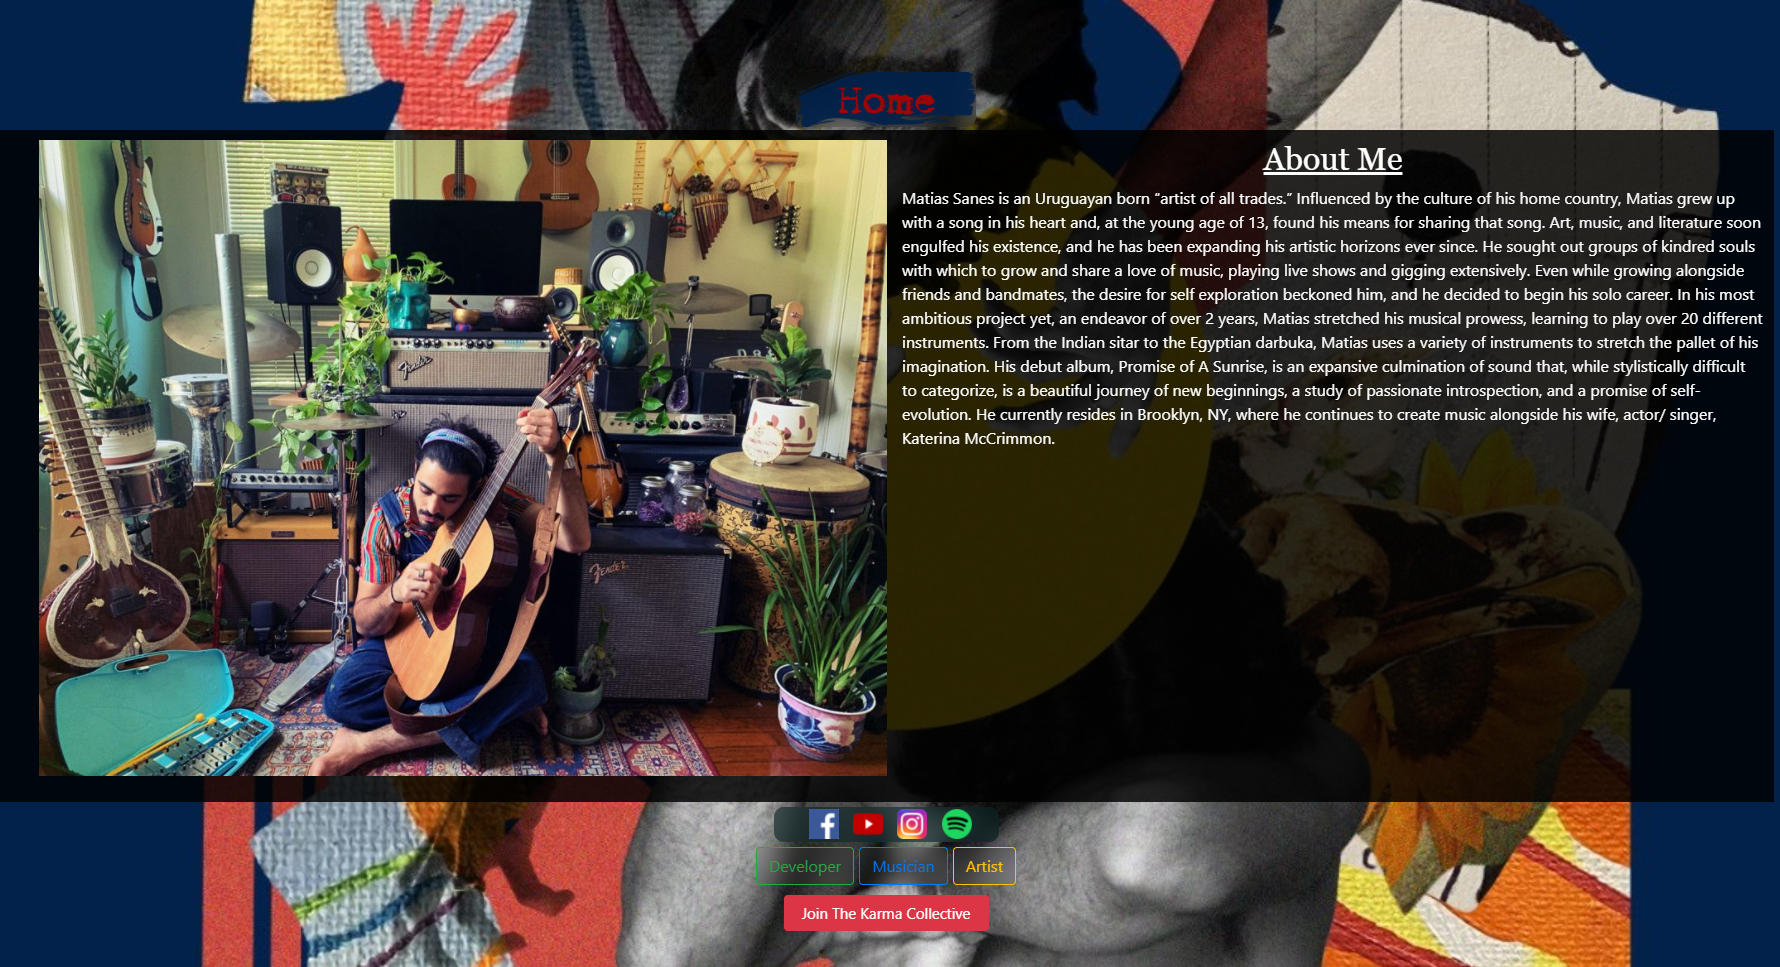 Home
About Me
Matias Sanes is an Uruguayan born “artist of all trades.” Influenced by the culture of his home country, Matias grew up
with a song in his heart and, at the young age of 13, found his means for sharing that song. Art, music, and literature soon
engulfed his existence, and he has been expanding his artistic horizons ever since. He sought out groups of kindred souls
with which to grow and share a love of music, playing live shows and gigging extensively. Even while growing alongside
friends and bandmates, the desire for self exploration beckoned him, and he decided to begin his solo career. In his most
ambitious project yet, an endeavor of over 2 years, Matias stretched his musical prowess, learning to play over 20 different
instruments. From the Indian sitar to the Egyptian darbuka, Matias uses a variety of instruments to stretch the pallet of his
imagination. His debut album, Promise of A Sunrise, is an expansive culmination of sound that, while stylistically difficult
to categorize, is a beautiful journey of new beginnings, a study of passionate introspection, and a promise of self-
evolution. He currently resides in Brooklyn, NY, where he continues to create music alongside his wife, actor/ singer,
Katerina McCrimmon.
Fender
Fender
Developer
Musician
Artist
Join The Karma Collective